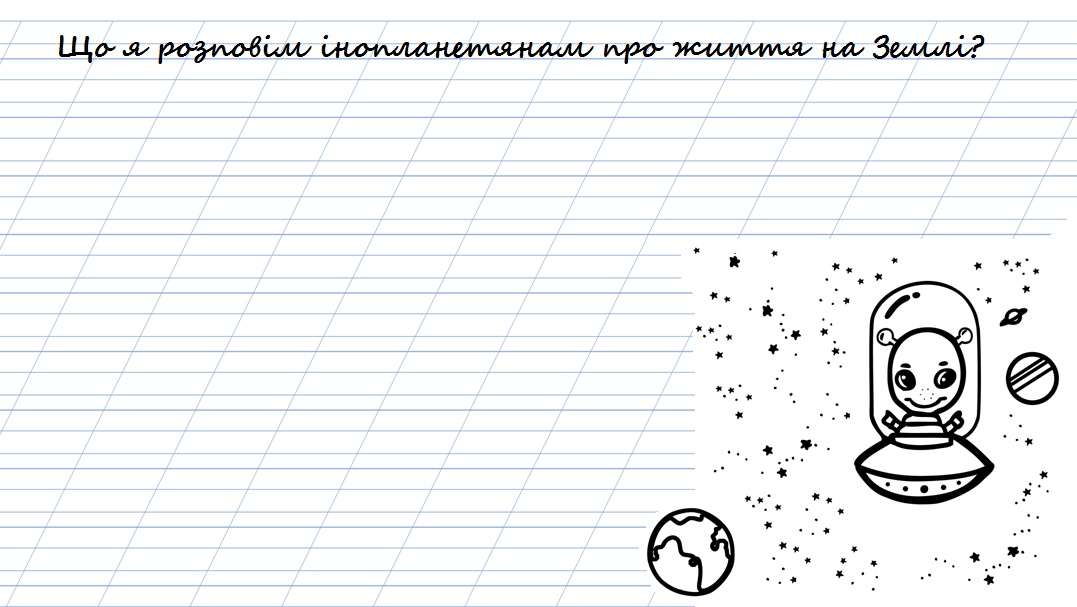 Що я розповім інопланетянам про життя на Землі?